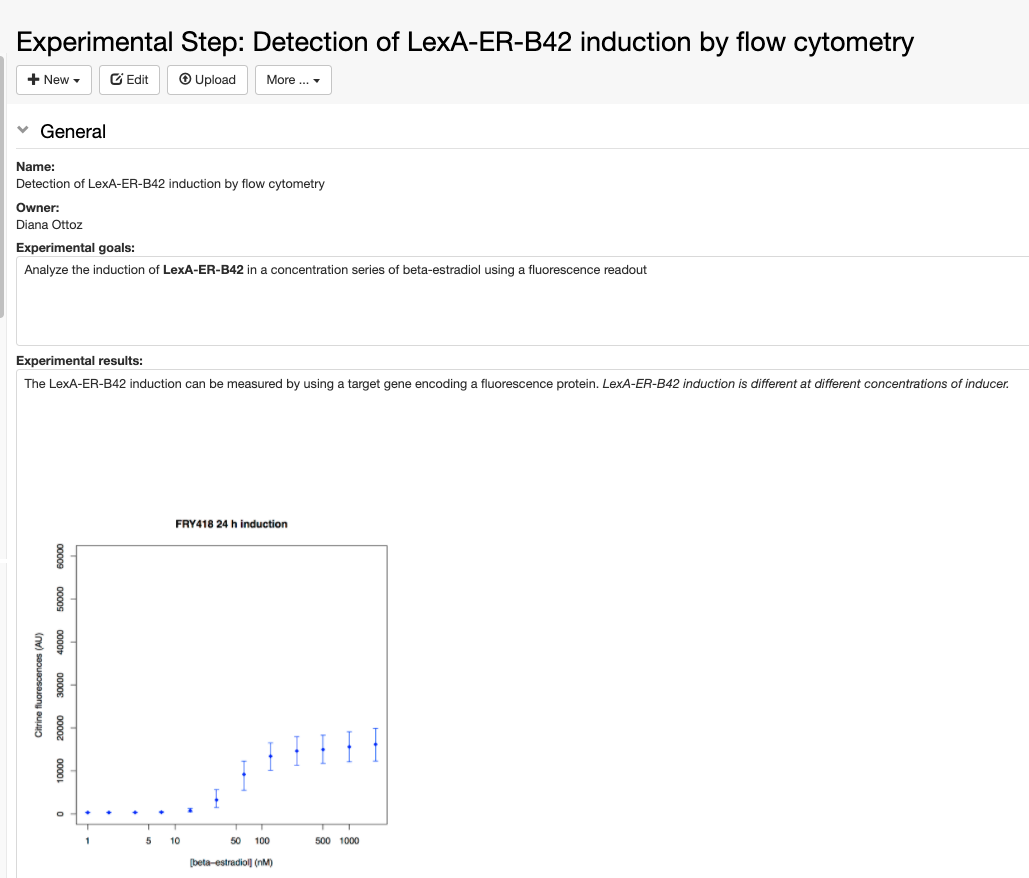 Experimental Step: Detection of LexA-ER-B42 induction by flow cytometry
New
Edit
Upload
More ...
General
Name:
Detection of LexA-ER-B42 induction by flow cytometry
Owner:
Diana Ottoz
Experimental goals:
Analyze the induction of LexA-ER-B42 in a concentration series of beta-estradiol using a fluorescence readout
Experimental results:
The LexA-ER-B42 induction can be measured by using a target gene encoding a fluorescence protein. LexA-ER-B42 induction is different at different concentrations of inducer.
FRY418 24 h induction
60000
50000
40000
30000
20000
10000
0
Citrine fluorescences (AU)
1 5 10 50 100 500 1000
[beta-estradiol] (nM)